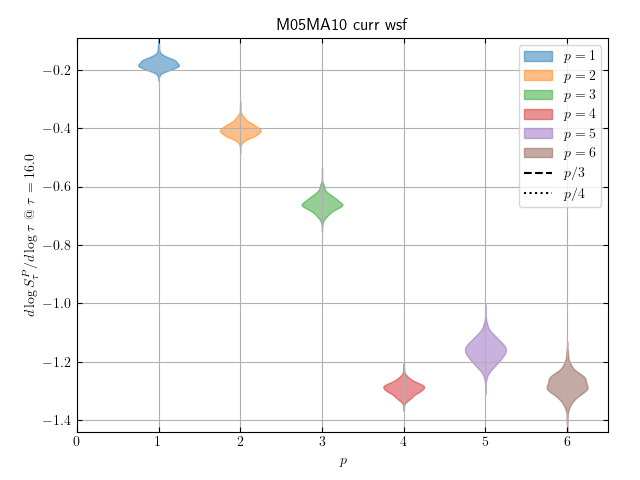 M05MA10 curr wsf
d log S_τ^P / d log τ @ τ = 16.0
−0.2
−0.4
−0.6
−0.8
−1.0
−1.2
−1.4
0 1 2 3 4 5 6
p
p = 1
p = 2
p = 3
p = 4
p = 5
p = 6
p/3
p/4